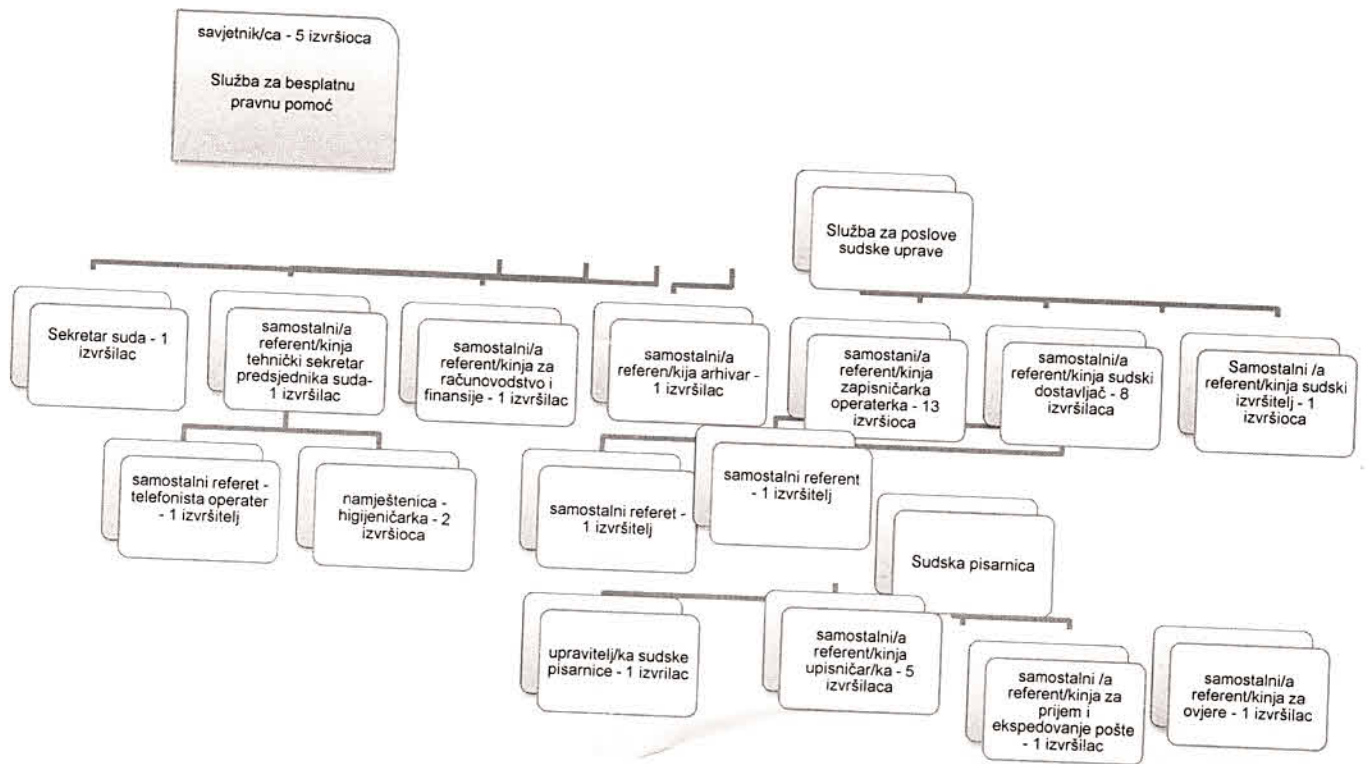 savjetnik/ca - 5 izvršioca
Služba za besplatnu
pravnu pomoć
Služba za poslove
sudske uprave
Sekretar suda - 1
izvršilac
samostalni/a
referent/kinja
tehnički sekretar
predsjednika suda-
1 izvršilac
samostalni/a
referent/kinja za
računovodstvo i
finansije - 1 izvršilac
samostalni/a
referen/kija arhivar -
1 izvršilac
samostani/a
referent/kinja
zapisničarka
operaterka - 13
izvršioca
samostalni/a
referent/kinja sudski
dostavljač - 8
izvršilaca
Samostalni /a
referent/kinja sudski
izvršitelj - 1
izvršioca
samostalni referet -
telefonista operater
- 1 izvršitelj
namještenica -
higijeničarka - 2
izvršioca
samostalni referet -
1 izvršitelj
samostalni referent
- 1 izvršitelj
Sudska pisarnica
upravitelj/ka sudske
pisarnice - 1 izvrilac
samostalni/a
referent/kinja
upisničar/ka - 5
izvršilaca
samostalni /a
referent/kinja za
prijem i
ekspedovanje pošte
- 1 izvršilac
samostalni/a
referent/kinja za
ovjere - 1 izvršilac